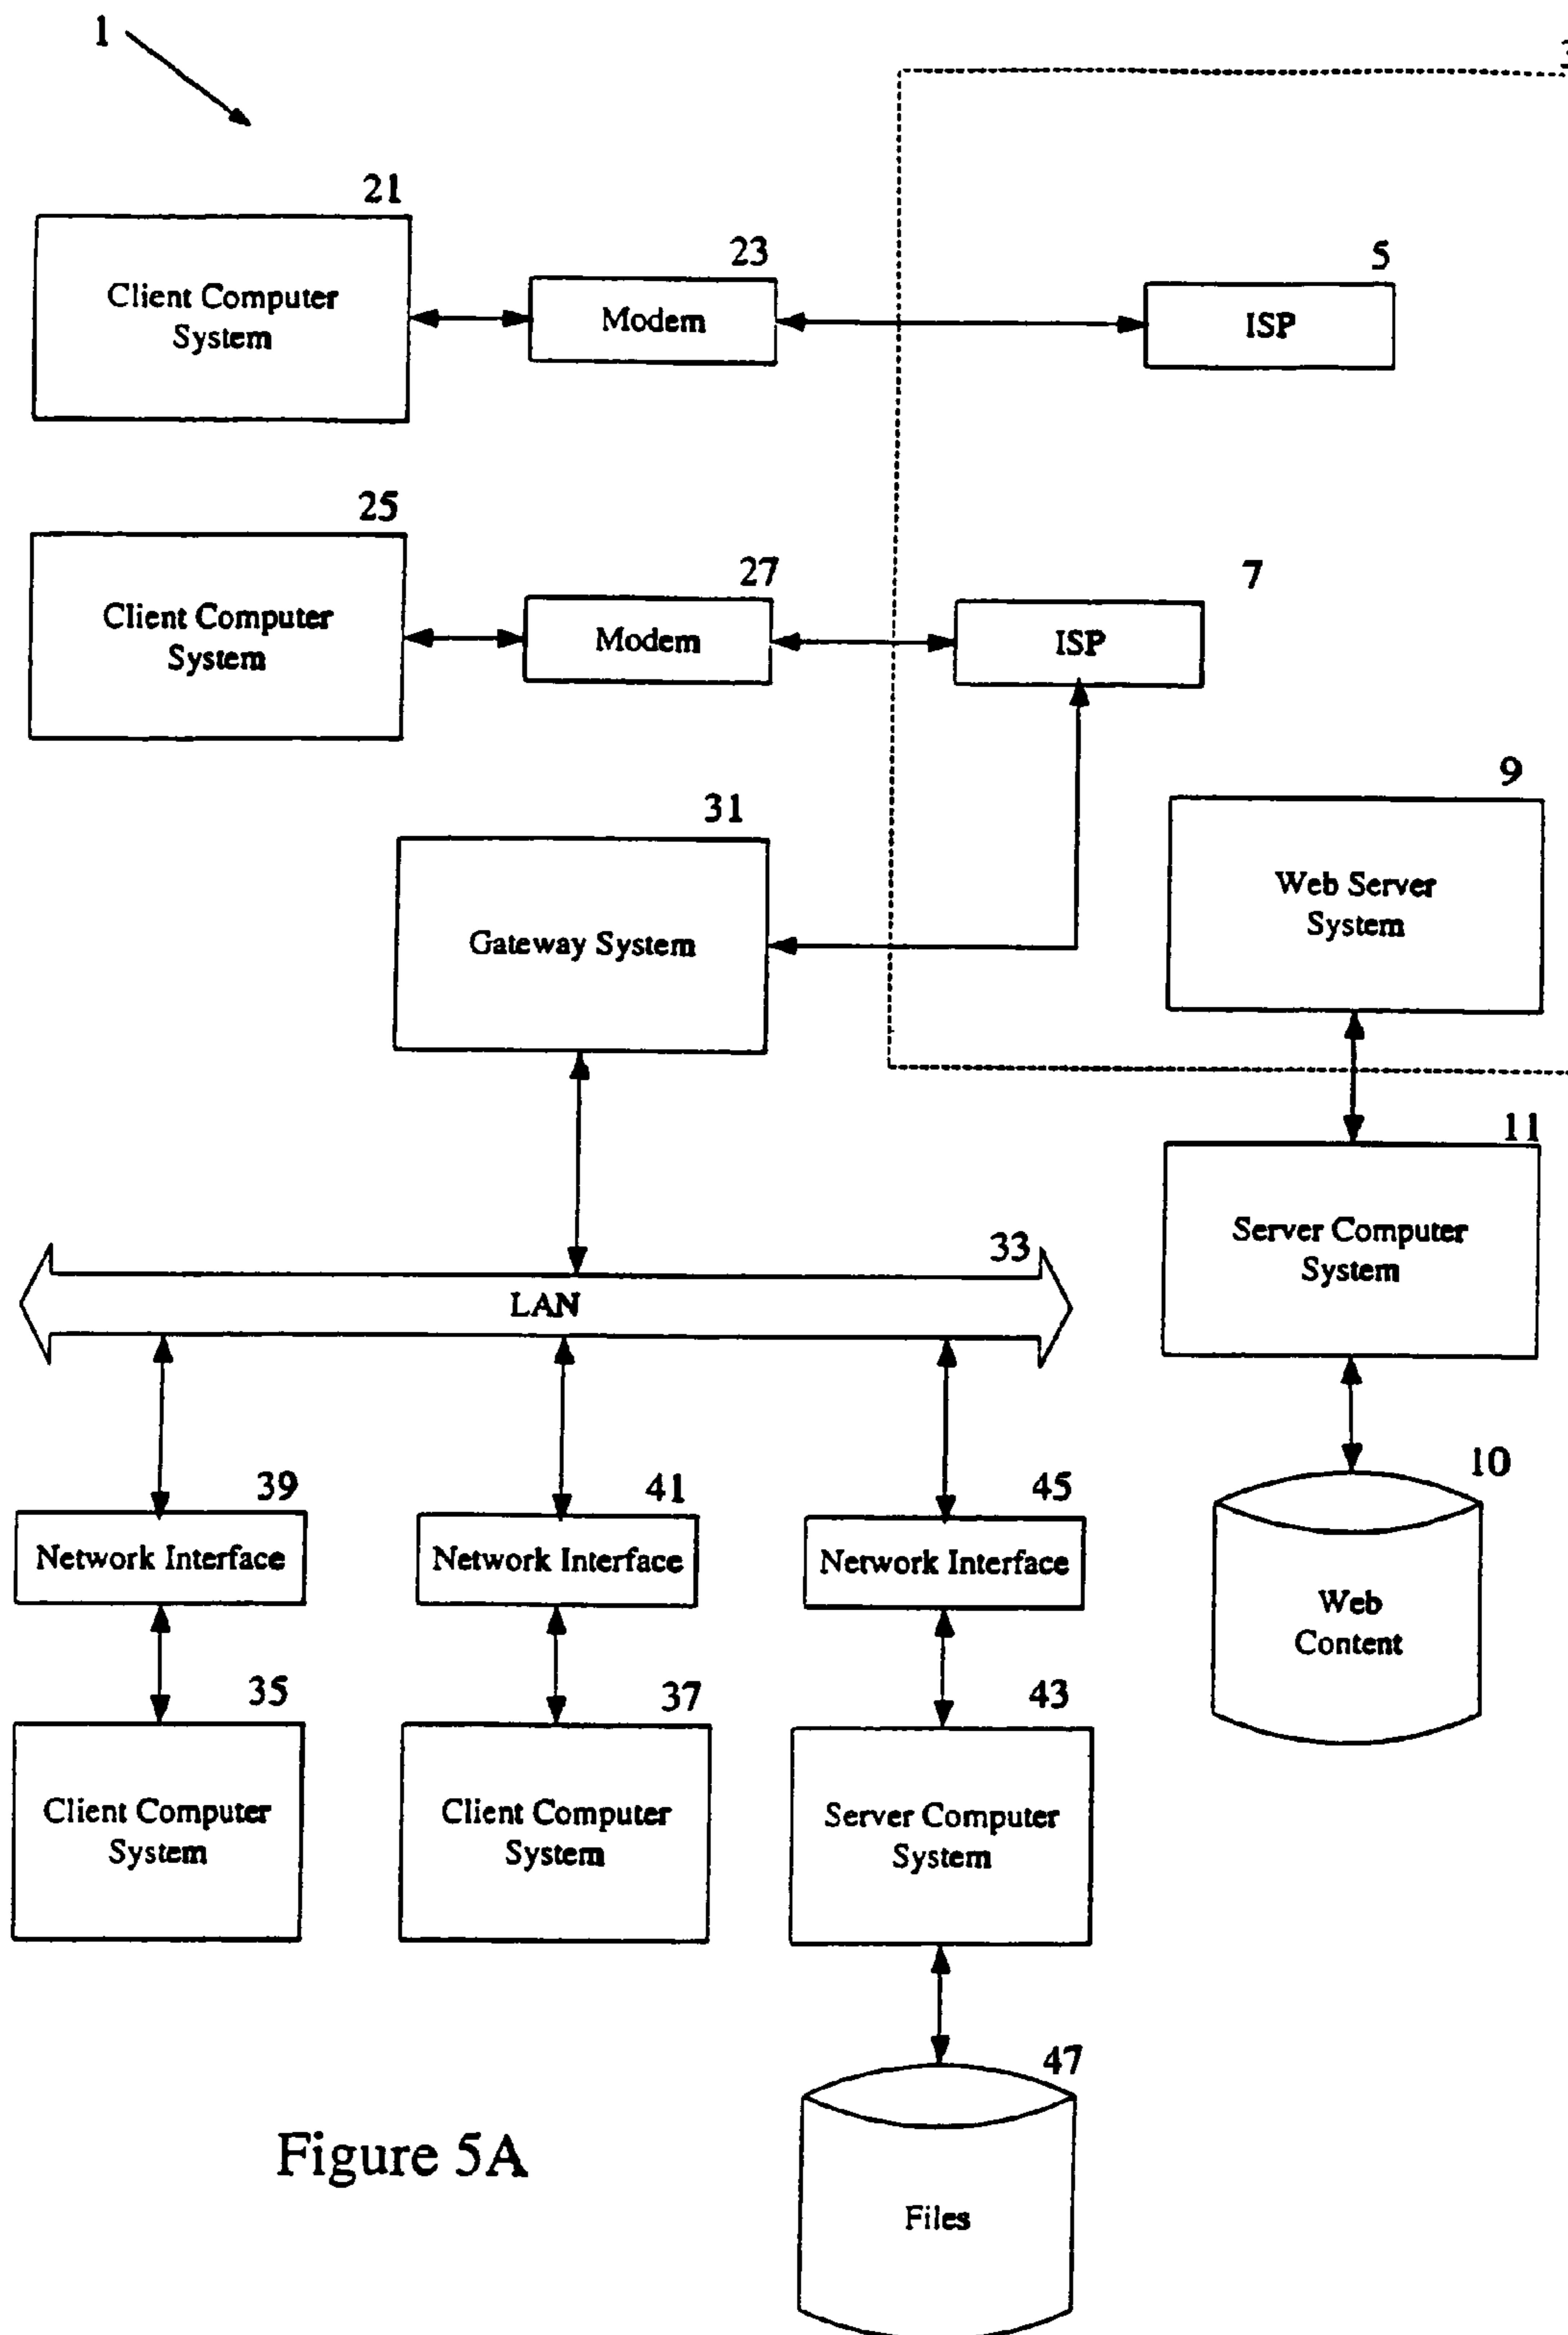 1
3
21
Client Computer
System
23
Modem
5
ISP
25
Client Computer
System
27
Modem
7
ISP
31
Gateway System
9
Web Server
System
11
Server Computer
System
33
LAN
10
Web
Content
39
Network Interface
41
Network Interface
45
Network Interface
35
Client Computer
System
37
Client Computer
System
43
Server Computer
System
47
Files
Figure 5A